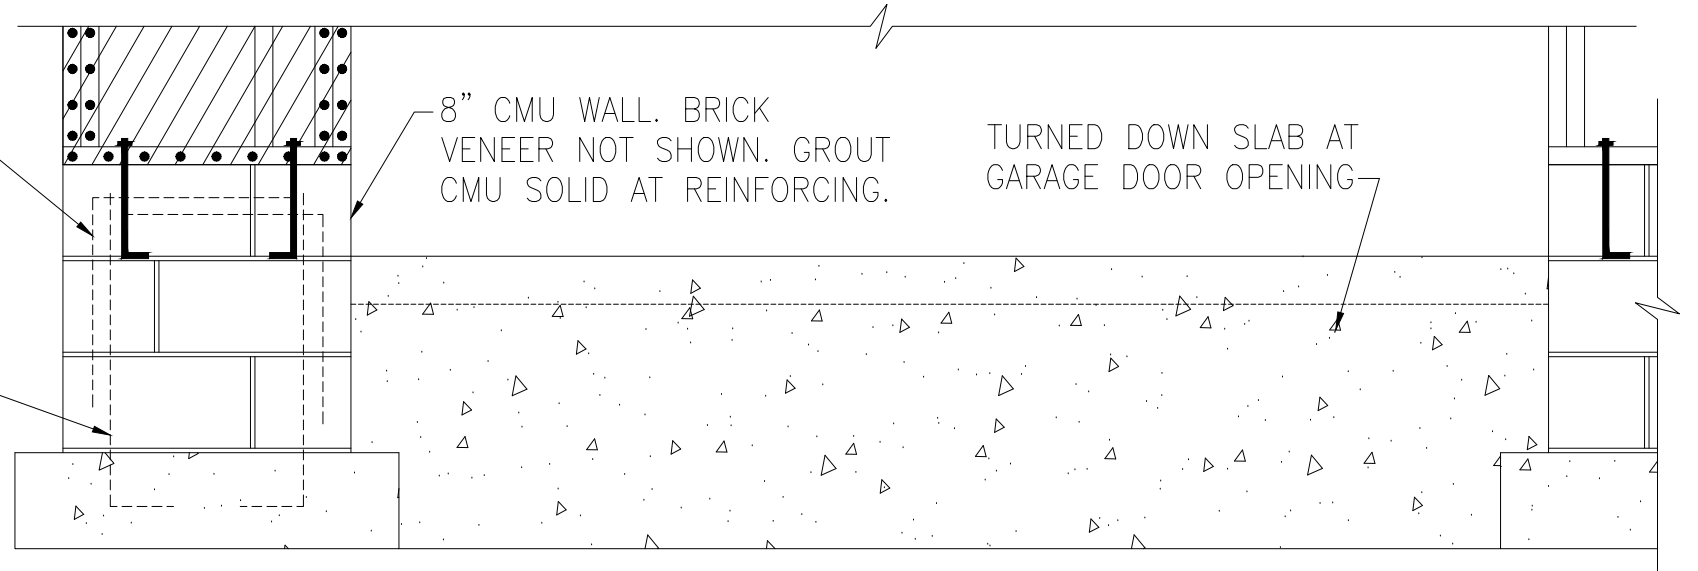 8” CMU WALL. BRICK
VENEER NOT SHOWN. GROUT
CMU SOLID AT REINFORCING.
TURNED DOWN SLAB AT
GARAGE DOOR OPENING